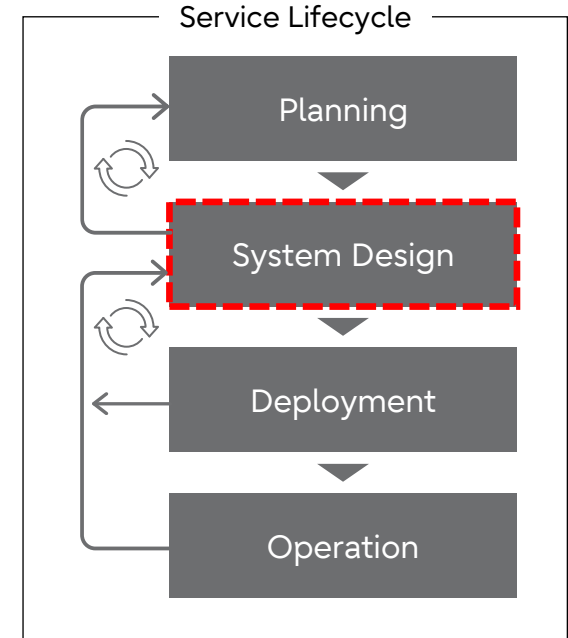 Service Lifecycle
Planning
System Design
Deployment
Operation